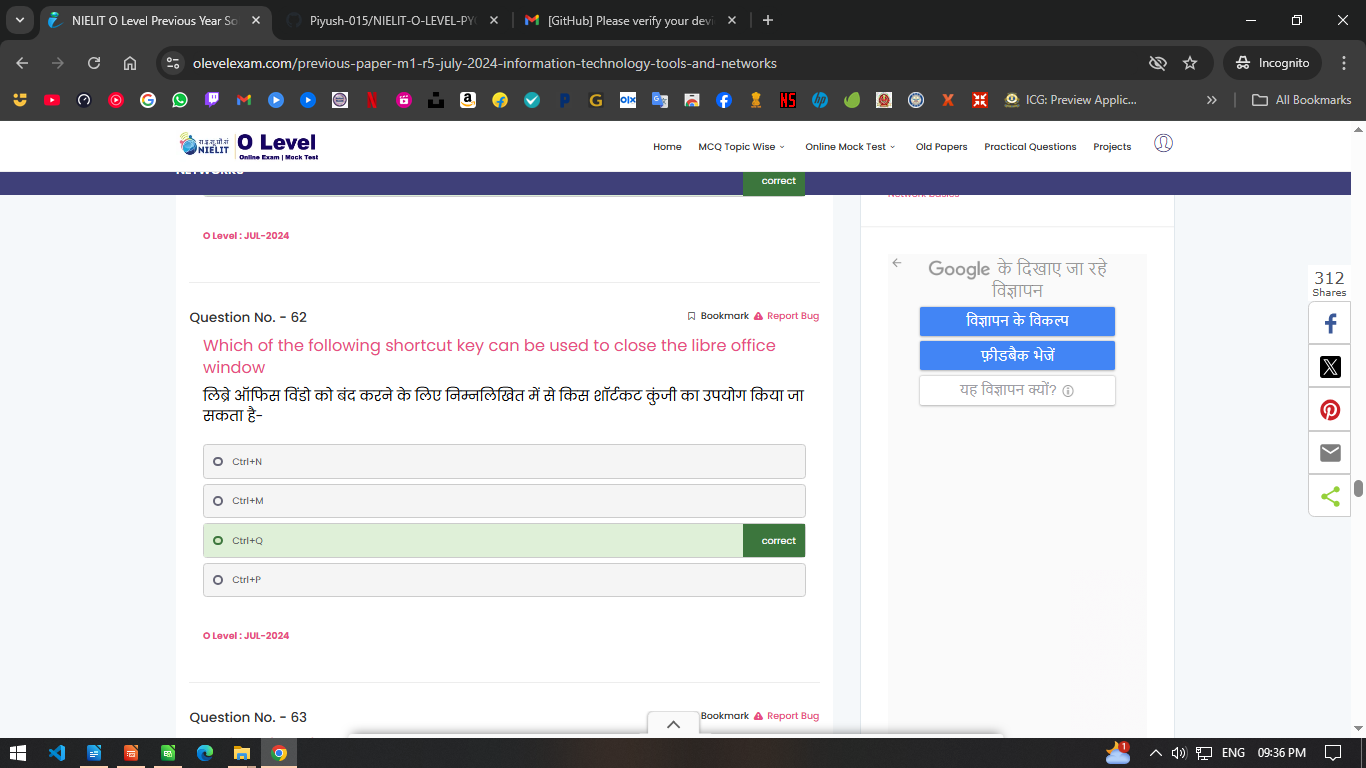 NIELIT O Level Previous Year So
Piyush-015/NIELIT-O-LEVEL-PY
[GitHub] Please verify your devi
olevelexam.com/previous-paper-m1-r5-july-2024-information-technology-tools-and-networks
Incognito
ICG: Preview Applic...
All Bookmarks
रा.इ.सू.प्रौ.सं
NIELIT
O Level
Online Exam | Mock Test
Home
MCQ Topic Wise
Online Mock Test
Old Papers
Practical Questions
Projects
NETWORKS
correct
Network Basics
O Level : JUL-2024
Question No. - 62
Bookmark
Report Bug
Which of the following shortcut key can be used to close the libre office
window
लिब्रे ऑफिस विंडो को बंद करने के लिए निम्नलिखित में से किस शॉर्टकट कुंजी का उपयोग किया जा
सकता है-
Ctrl+N
Ctrl+M
Ctrl+Q
correct
Ctrl+P
O Level : JUL-2024
Question No. - 63
Bookmark
Report Bug
Google के दिखाए जा रहे
विज्ञापन
विज्ञापन के विकल्प
फ़ीडबैक भेजें
यह विज्ञापन क्यों?
312
Shares
1
ENG
09:36 PM